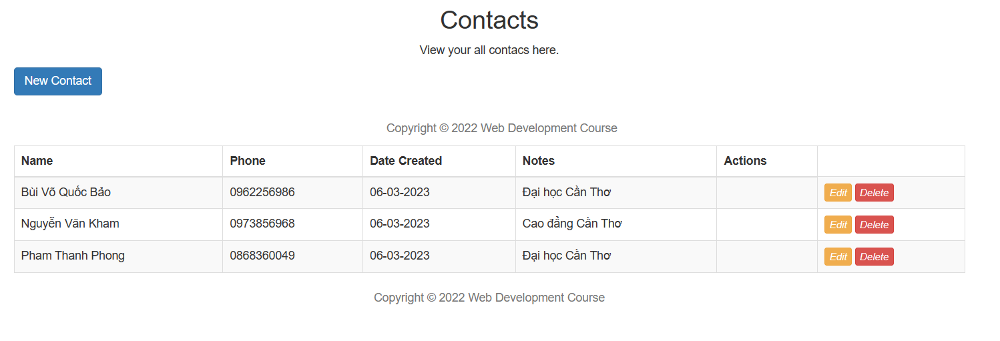 Contacts
View your all contacs here.
New Contact
Copyright © 2022 Web Development Course
Name Phone Date Created Notes Actions
Bùi Võ Quốc Bảo 0962256986 06-03-2023 Đại học Cần Thơ Edit Delete
Nguyễn Văn Kham 0973856968 06-03-2023 Cao đẳng Cần Thơ Edit Delete
Pham Thanh Phong 0868360049 06-03-2023 Đại học Cần Thơ Edit Delete
Copyright © 2022 Web Development Course